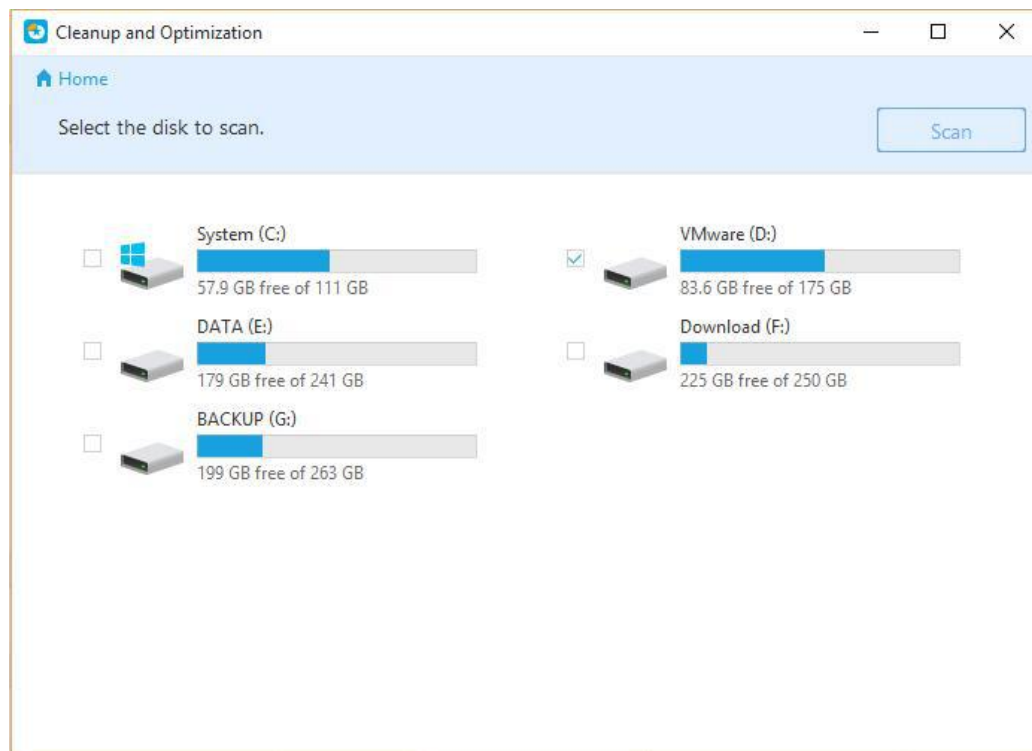 Cleanup and Optimization
Home
Select the disk to scan.
Scan
System (C:)
57.9 GB free of 111 GB
VMware (D:)
83.6 GB free of 175 GB
DATA (E:)
179 GB free of 241 GB
Download (F:)
225 GB free of 250 GB
BACKUP (G:)
199 GB free of 263 GB